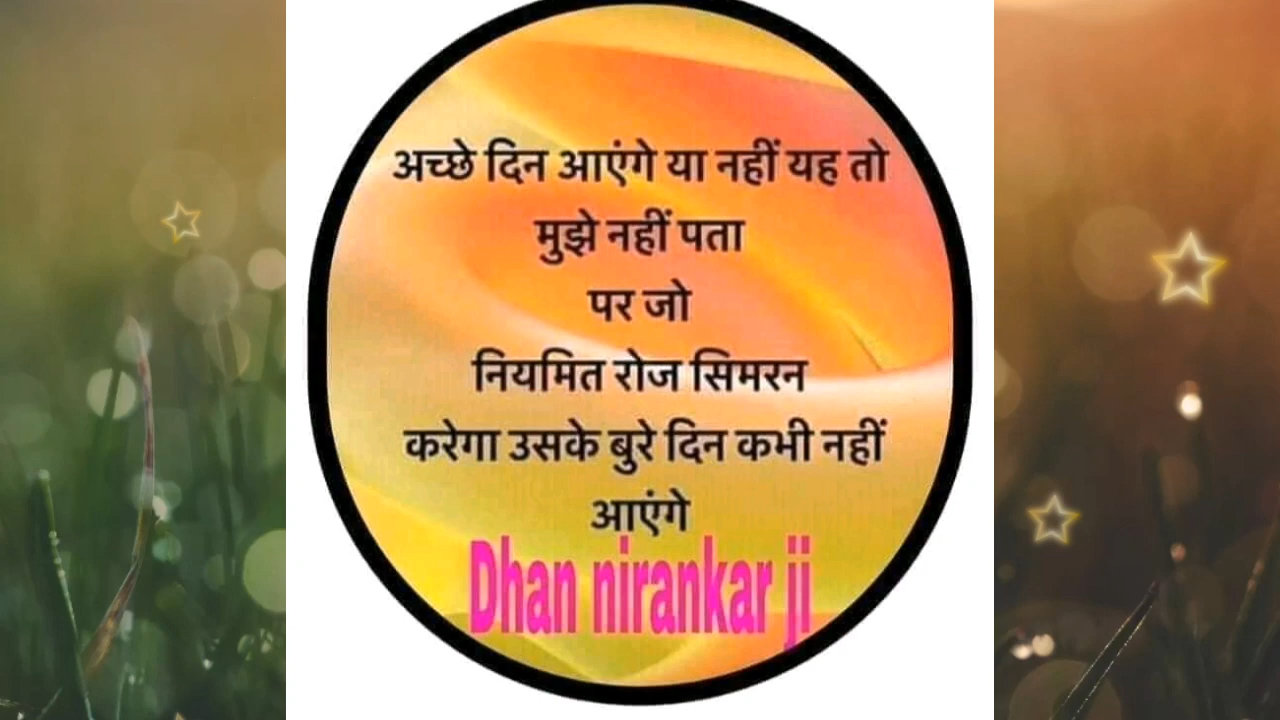 अच्छे दिन आएंगे या नहीं यह तो
मुझे नहीं पता
पर जो
नियमित रोज सिमरन
करेगा उसके बुरे दिन कभी नहीं
आएंगे
Dhan nirankar ji